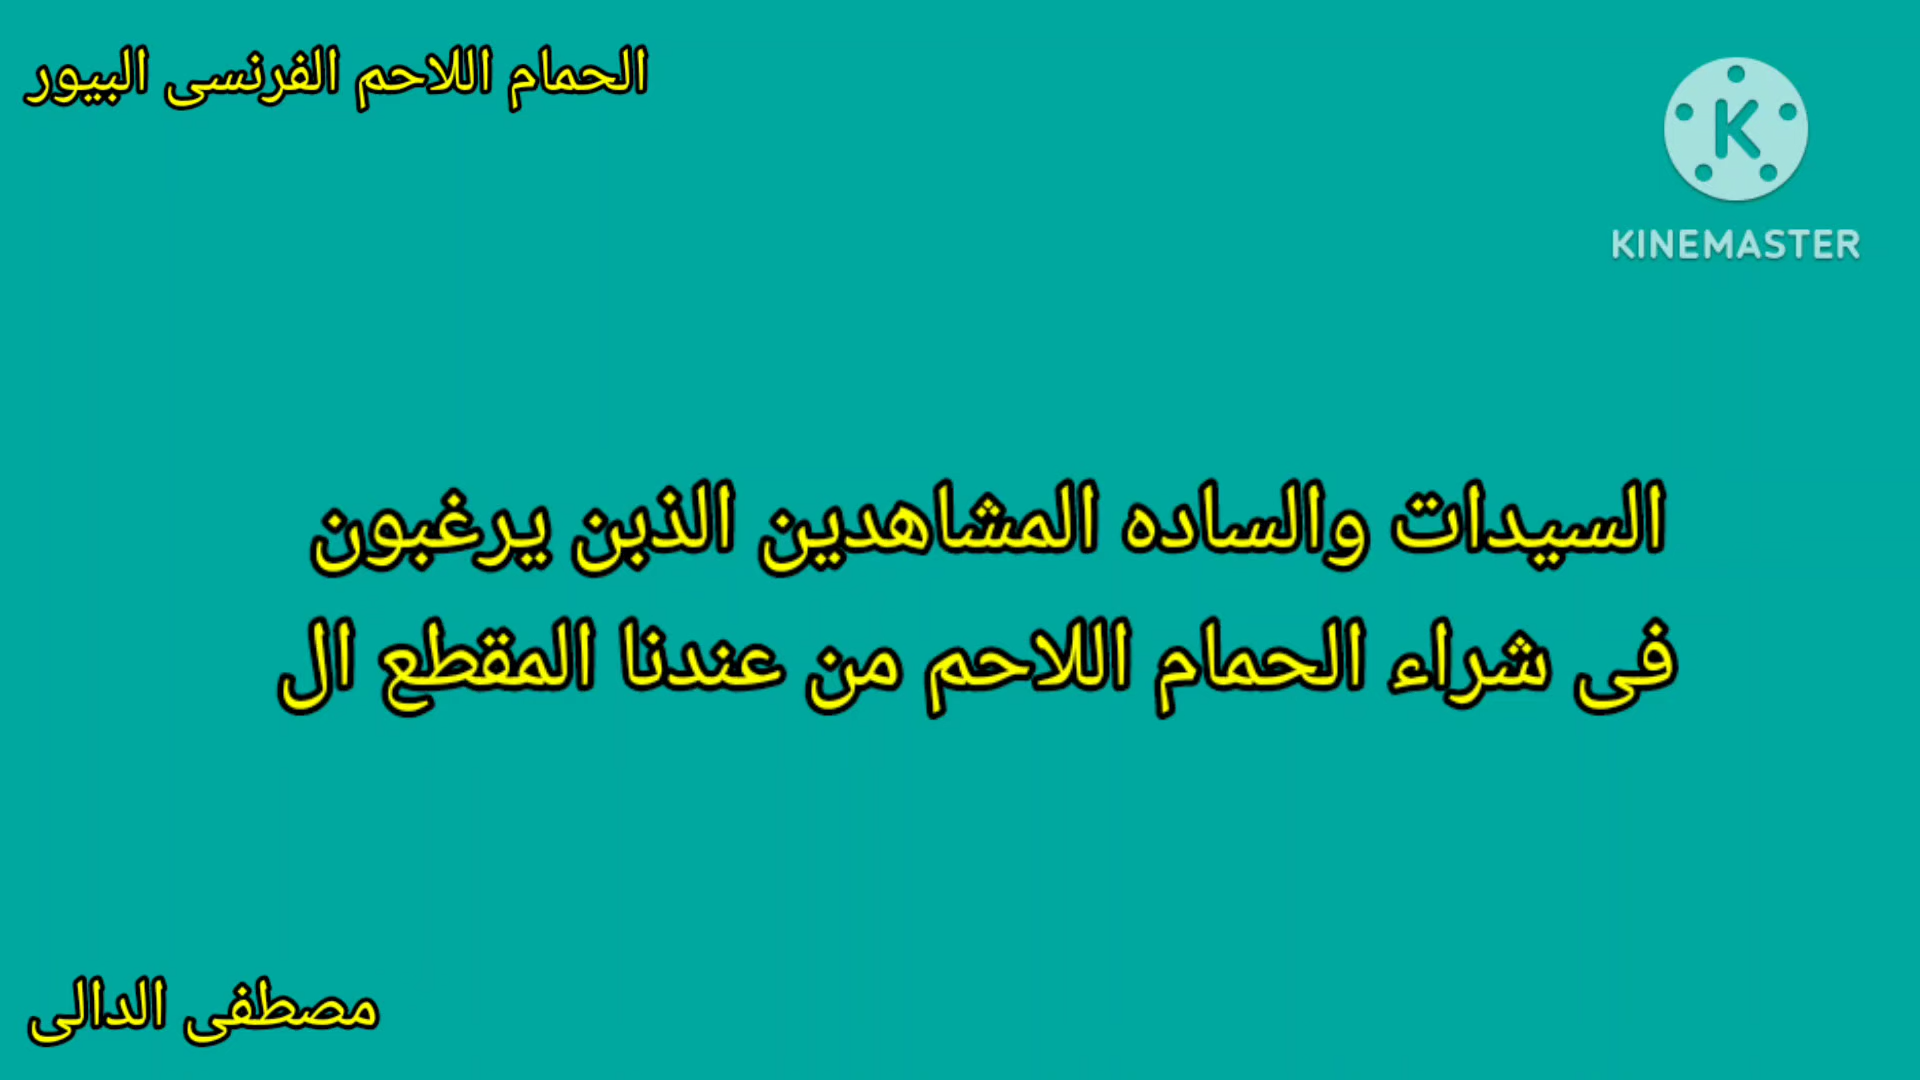 الحمام اللاحم الفرنسى البيور
KINEMASTER
السيدات والساده المشاهدين الذبن يرغبون
فى شراء الحمام اللاحم من عندنا المقطع ال
مصطفى الدالى